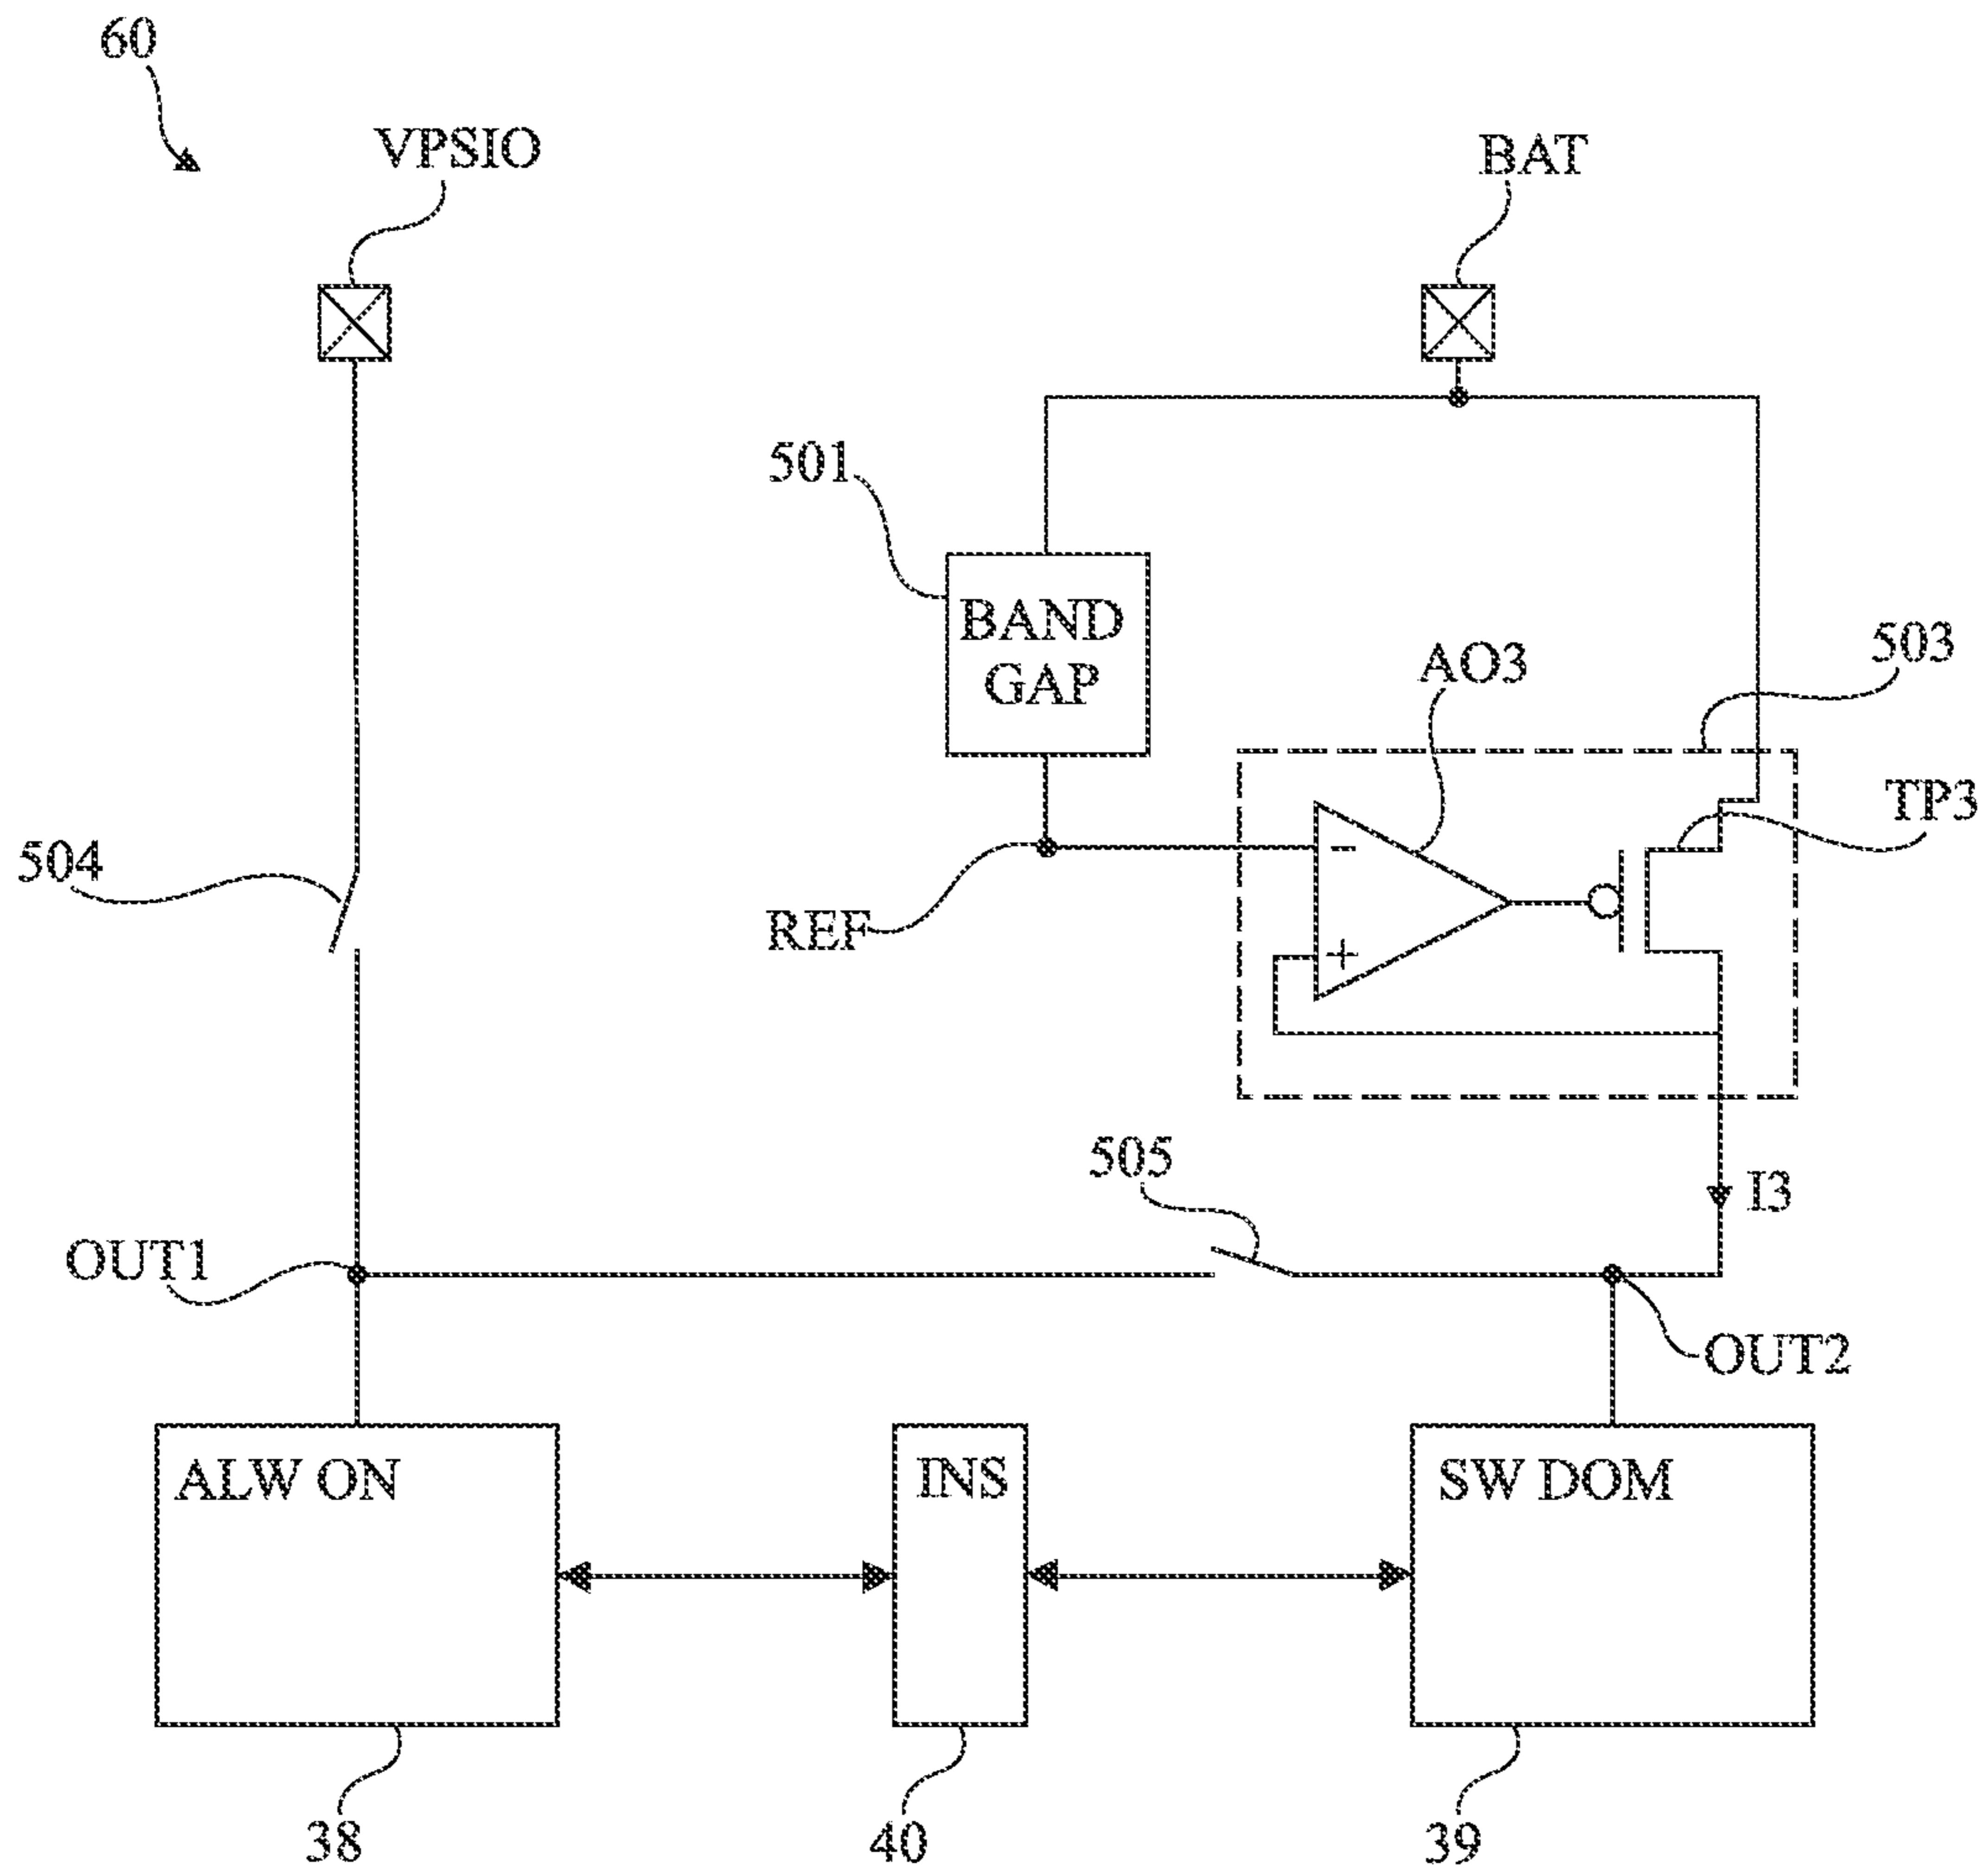 60
VPSIO
BAT
501
BAND
GAP
AO3
503
TP3
-
504
REF
+
505
I3
OUT1
OUT2
ALW ON
INS
SW DOM
38
40
39